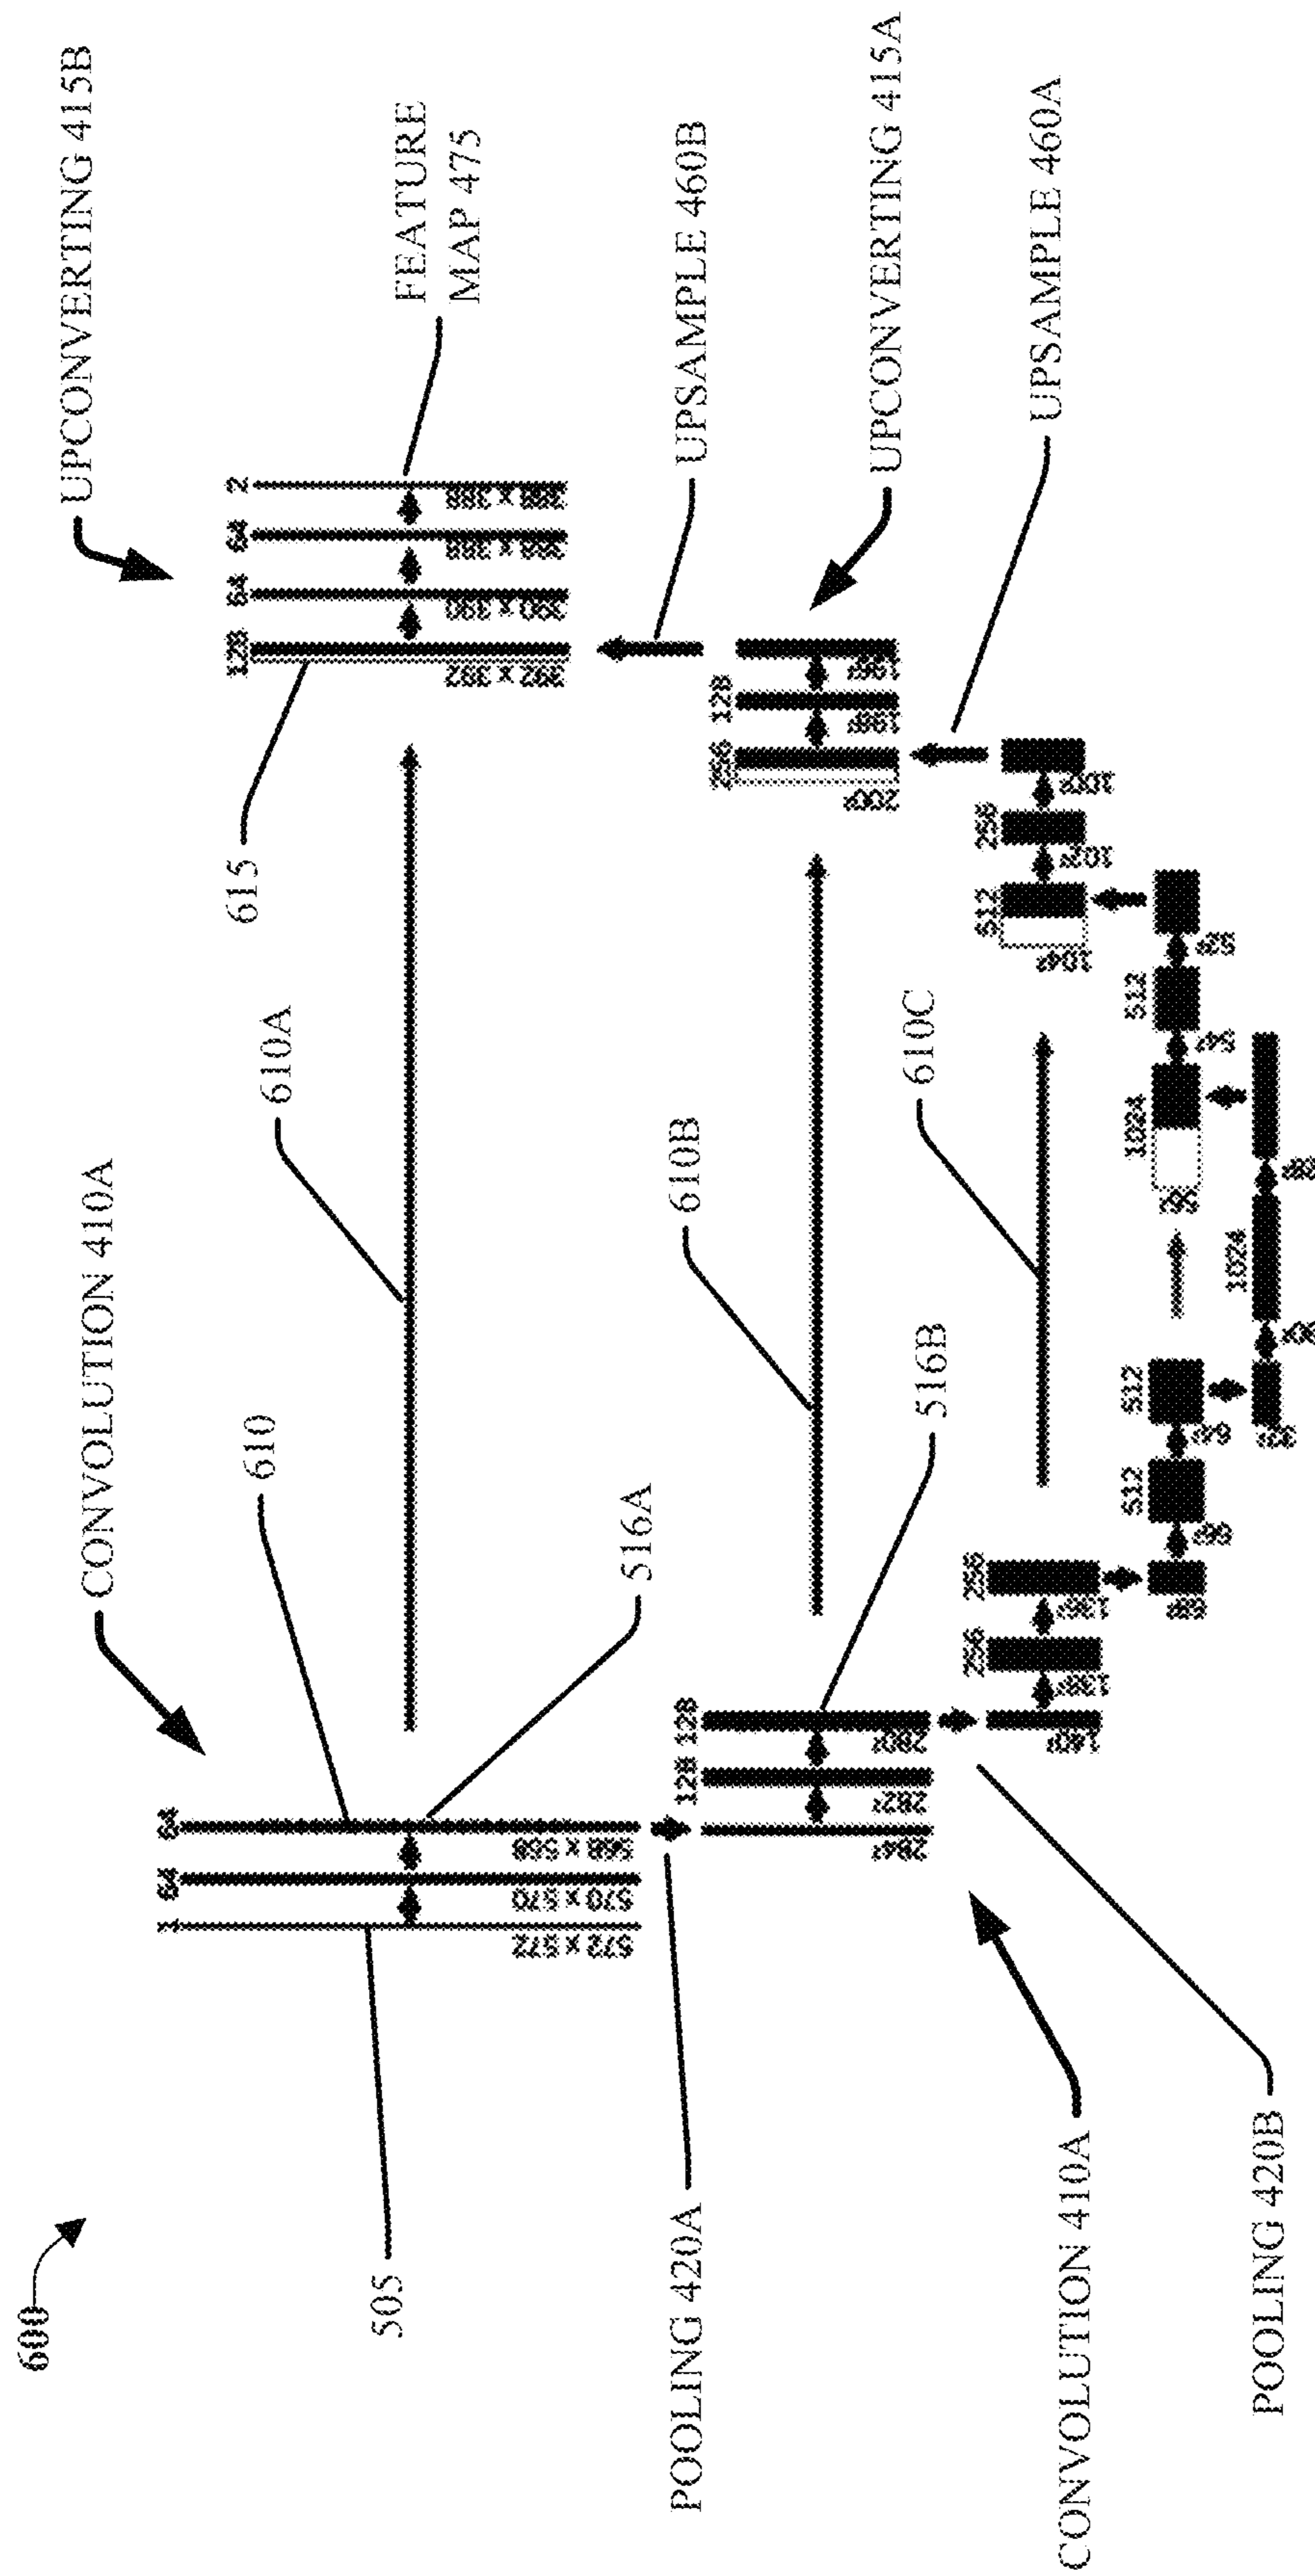 600
CONVOLUTION 410A
UPCONVERTING 415B
1
64
64
128
64
64
2
610
615
610A
505
FEATURE
MAP 475
572 x 572
570 x 570
568 x 568
392 x 392
390 x 390
388 x 388
388 x 388
516A
POOLING 420A
UPSAMPLE 460B
128
128
256
128
610B
284²
282²
280²
200²
198²
196²
UPCONVERTING 415A
516B
610C
256
256
512
256
CONVOLUTION 410A
140²
138²
136²
104²
102²
100²
UPSAMPLE 460A
512
512
1024
512
52²
1024
POOLING 420B